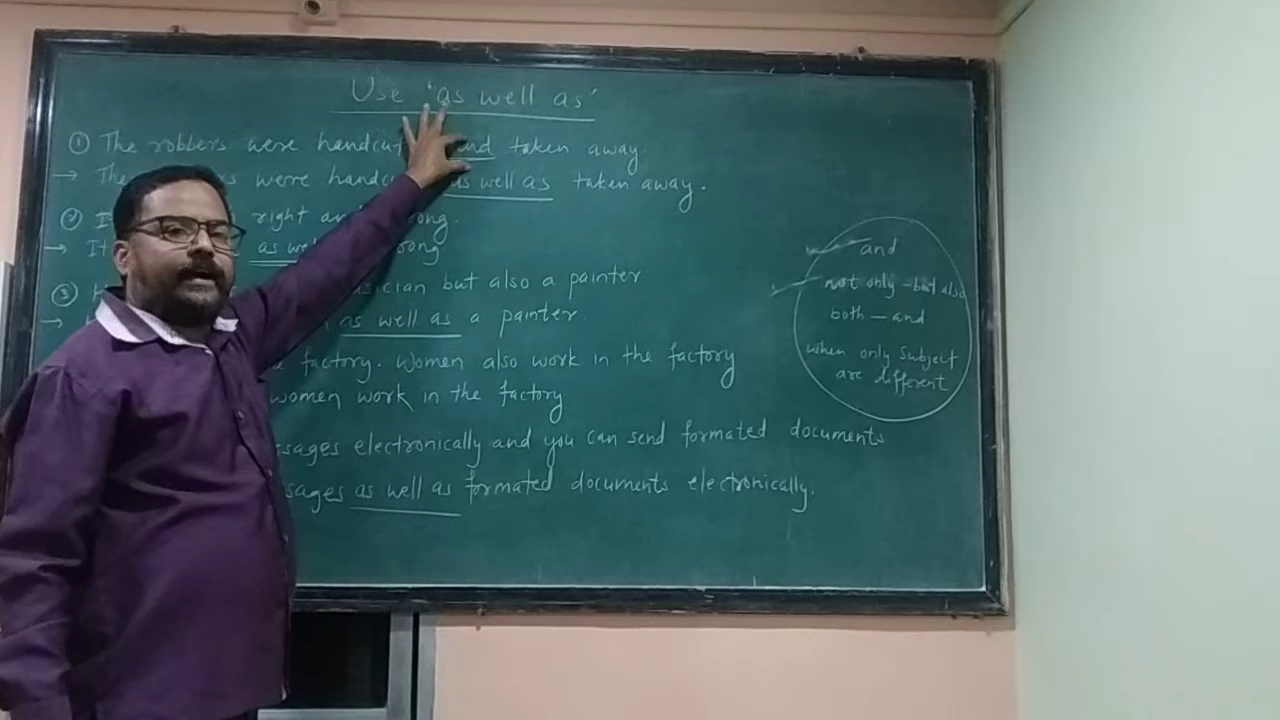 Use 'as well as'
① The robbers were handcuf and taken away.
→ The were handc as well as taken away.
② I right an ong.
→ It as we ong
③ H sician but also a painter
→ as well as a painter.
factory. Women also work in the factory
women work in the factory
ssages electronically and you can send formated documents
sages as well as formated documents electronically.
and
not only - but also
both - and
when only Subject
are different